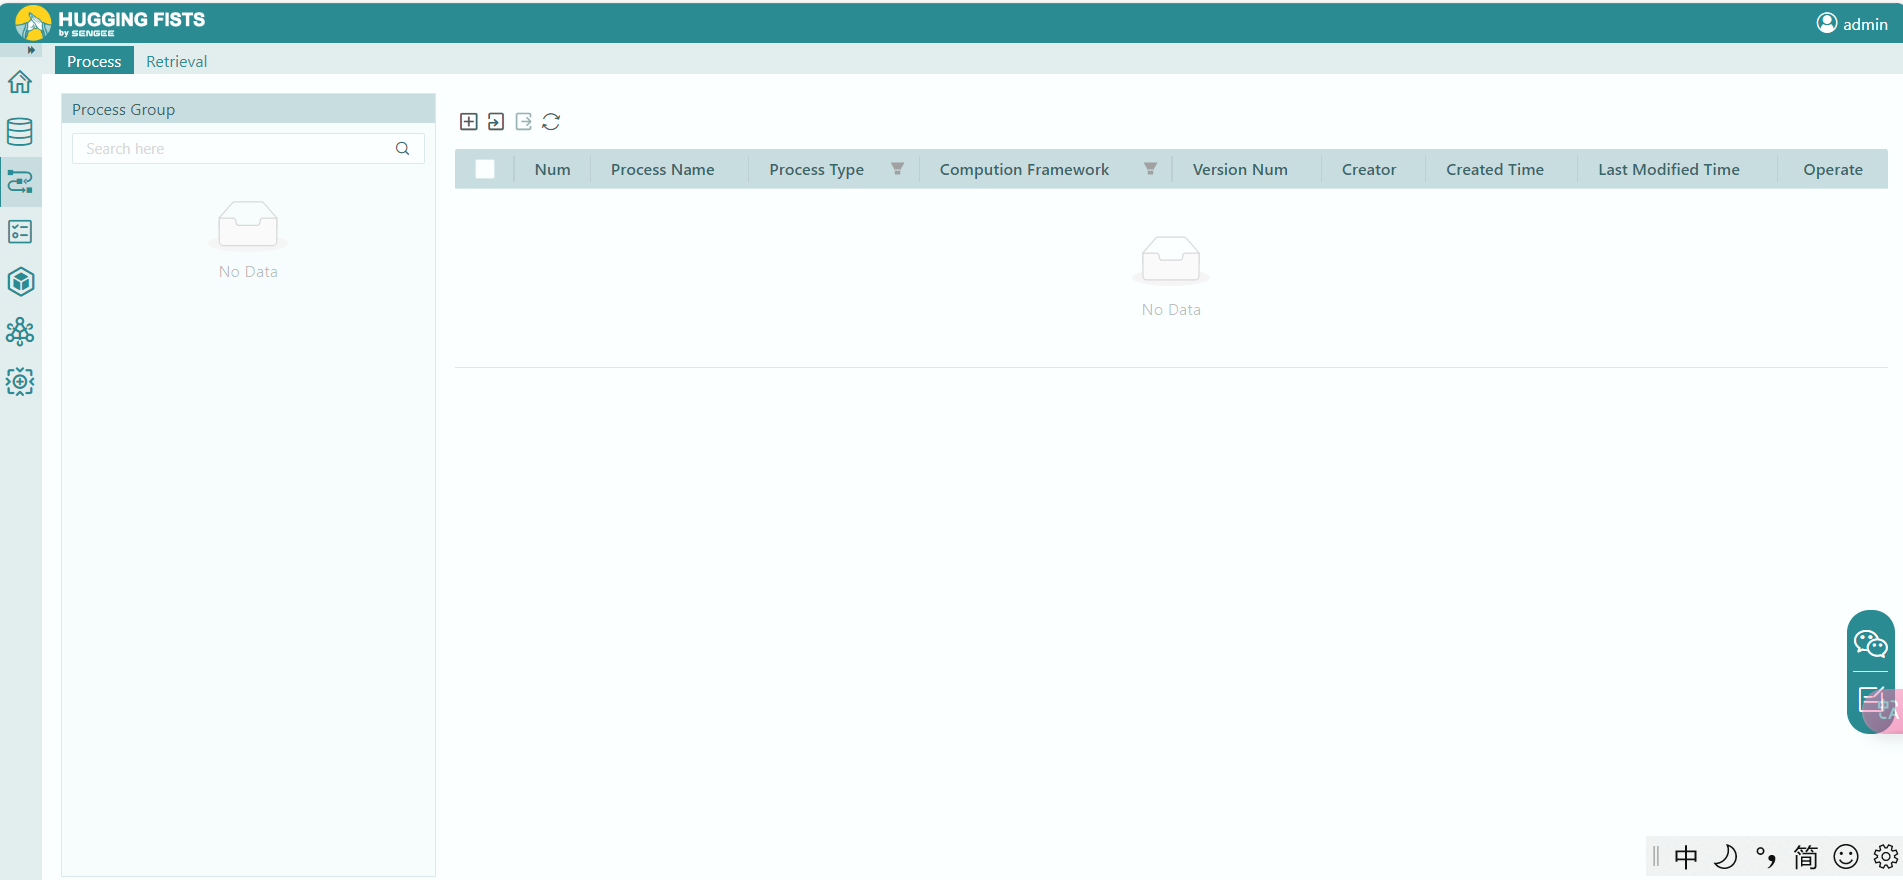 HUGGING FISTS
by SENGEE
admin
Process
Retrieval
Process Group
Search here
No Data
Num
Process Name
Process Type
Compution Framework
Version Num
Creator
Created Time
Last Modified Time
Operate
No Data
中
简